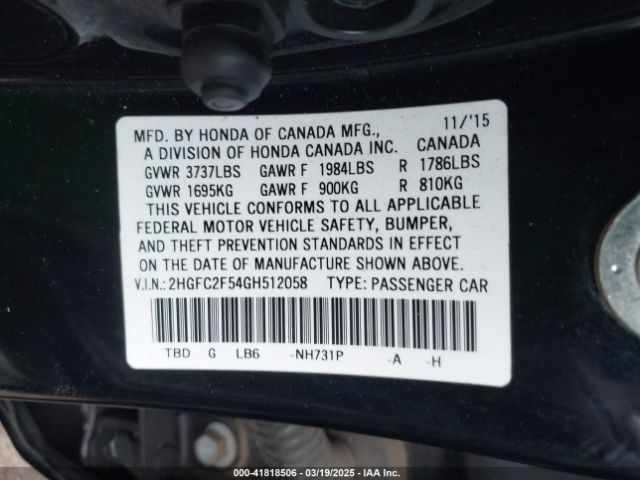 11/'15
MFD. BY HONDA OF CANADA MFG.,
A DIVISION OF HONDA CANADA INC. CANADA
GVWR 3737LBS GAWR F 1984LBS R 1786LBS
GVWR 1695KG GAWR F 900KG R 810KG
THIS VEHICLE CONFORMS TO ALL APPLICABLE
FEDERAL MOTOR VEHICLE SAFETY, BUMPER,
AND THEFT PREVENTION STANDARDS IN EFFECT
ON THE DATE OF MANUFACTURE SHOWN ABOVE.
V.I.N.: 2HGFC2F54GH512058 TYPE: PASSENGER CAR
TBD G LB6 -NH731P -A -H
000-41818506 — 03/19/2025 — IAA Inc.